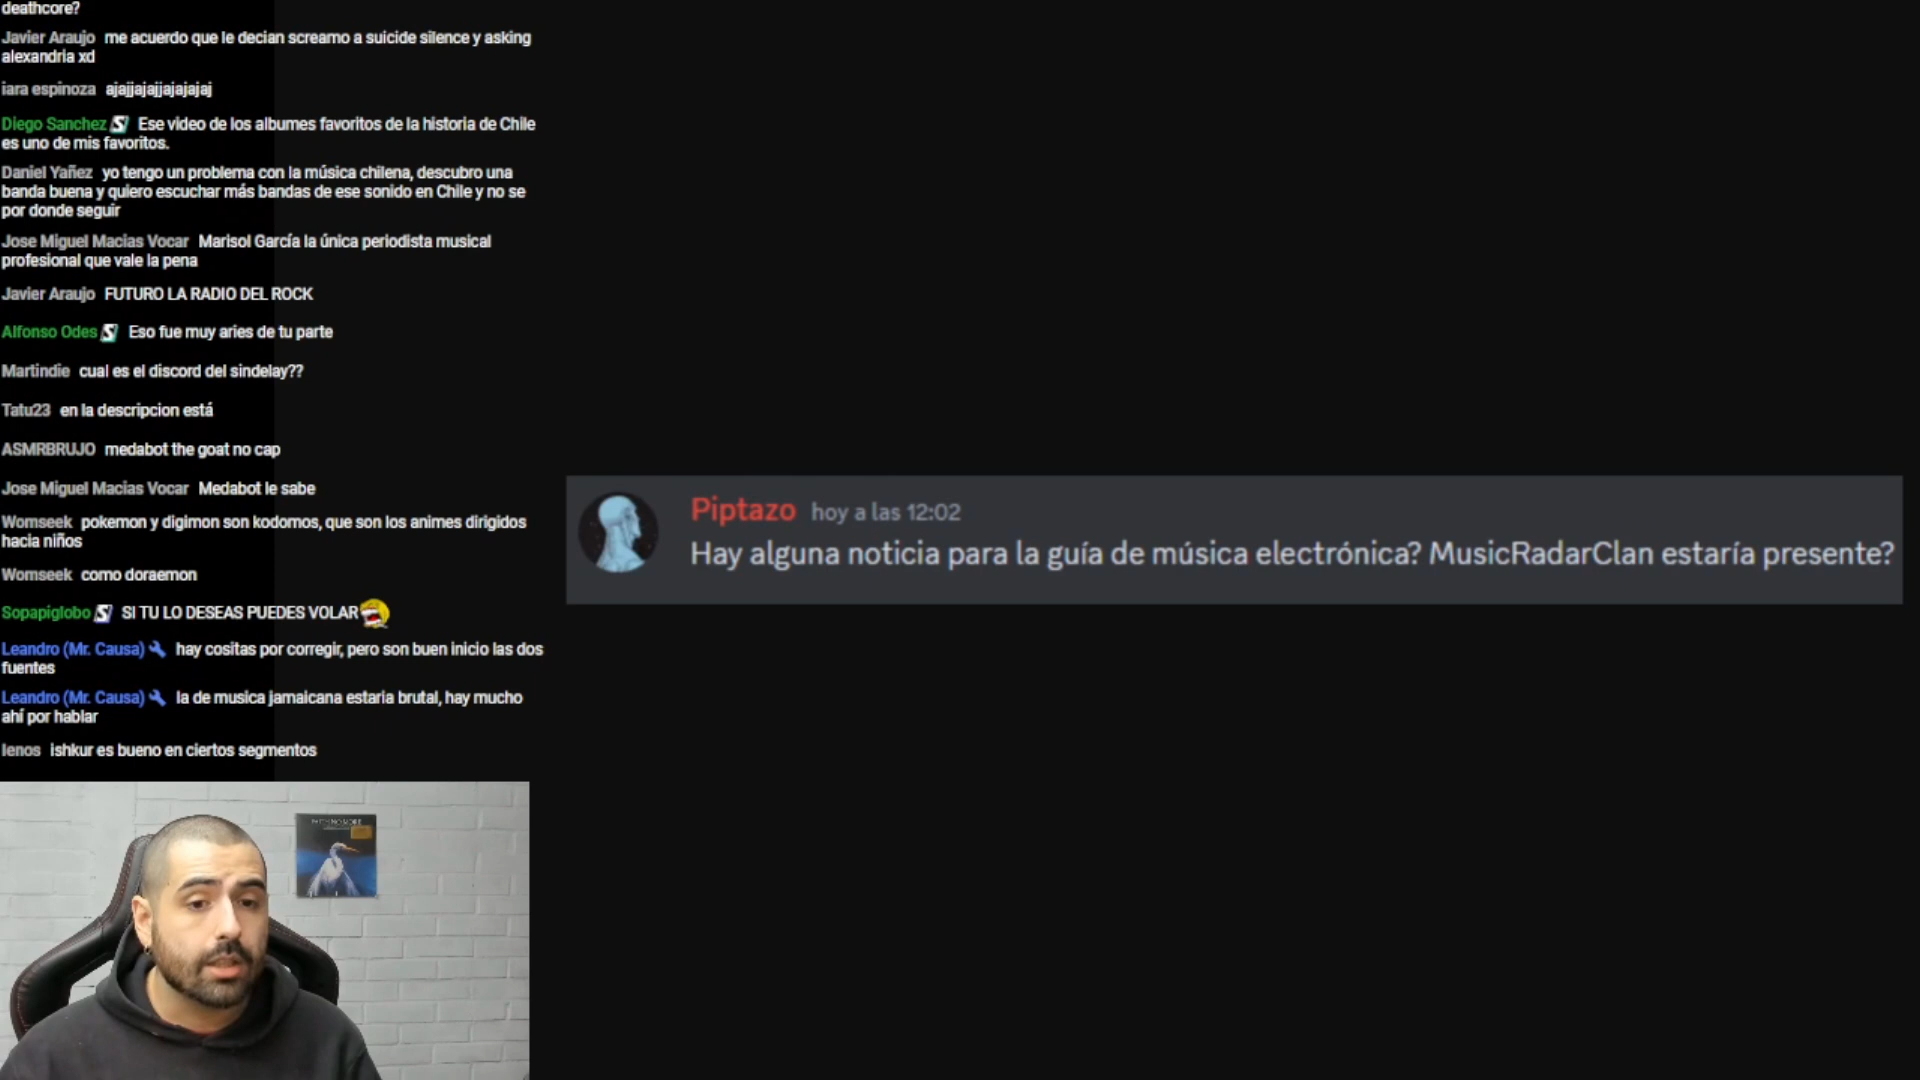 deathcore?
Javier Araujo me acuerdo que le decian screamo a suicide silence y asking
alexandria xd
iara espinoza ajajjajajjajajajaj
Diego Sanchez Ese video de los albumes favoritos de la historia de Chile
es uno de mis favoritos.
Daniel Yañez yo tengo un problema con la música chilena, descubro una
banda buena y quiero escuchar más bandas de ese sonido en Chile y no se
por donde seguir
Jose Miguel Macias Vocar Marisol García la única periodista musical
profesional que vale la pena
Javier Araujo FUTURO LA RADIO DEL ROCK
Alfonso Odes Eso fue muy aries de tu parte
Martindie cual es el discord del sindelay??
Tatu23 en la descripcion está
ASMRBRUJO medabot the goat no cap
Jose Miguel Macias Vocar Medabot le sabe
Womseek pokemon y digimon son kodomos, que son los animes dirigidos
hacia niños
Womseek como doraemon
Sopapiglobo SI TU LO DESEAS PUEDES VOLAR
Leandro (Mr. Causa) hay cositas por corregir, pero son buen inicio las dos
fuentes
Leandro (Mr. Causa) la de musica jamaicana estaria brutal, hay mucho
ahí por hablar
Ienos ishkur es bueno en ciertos segmentos
Piptazo hoy a las 12:02
Hay alguna noticia para la guía de música electrónica? MusicRadarClan estaría presente?
FAITH NO MORE